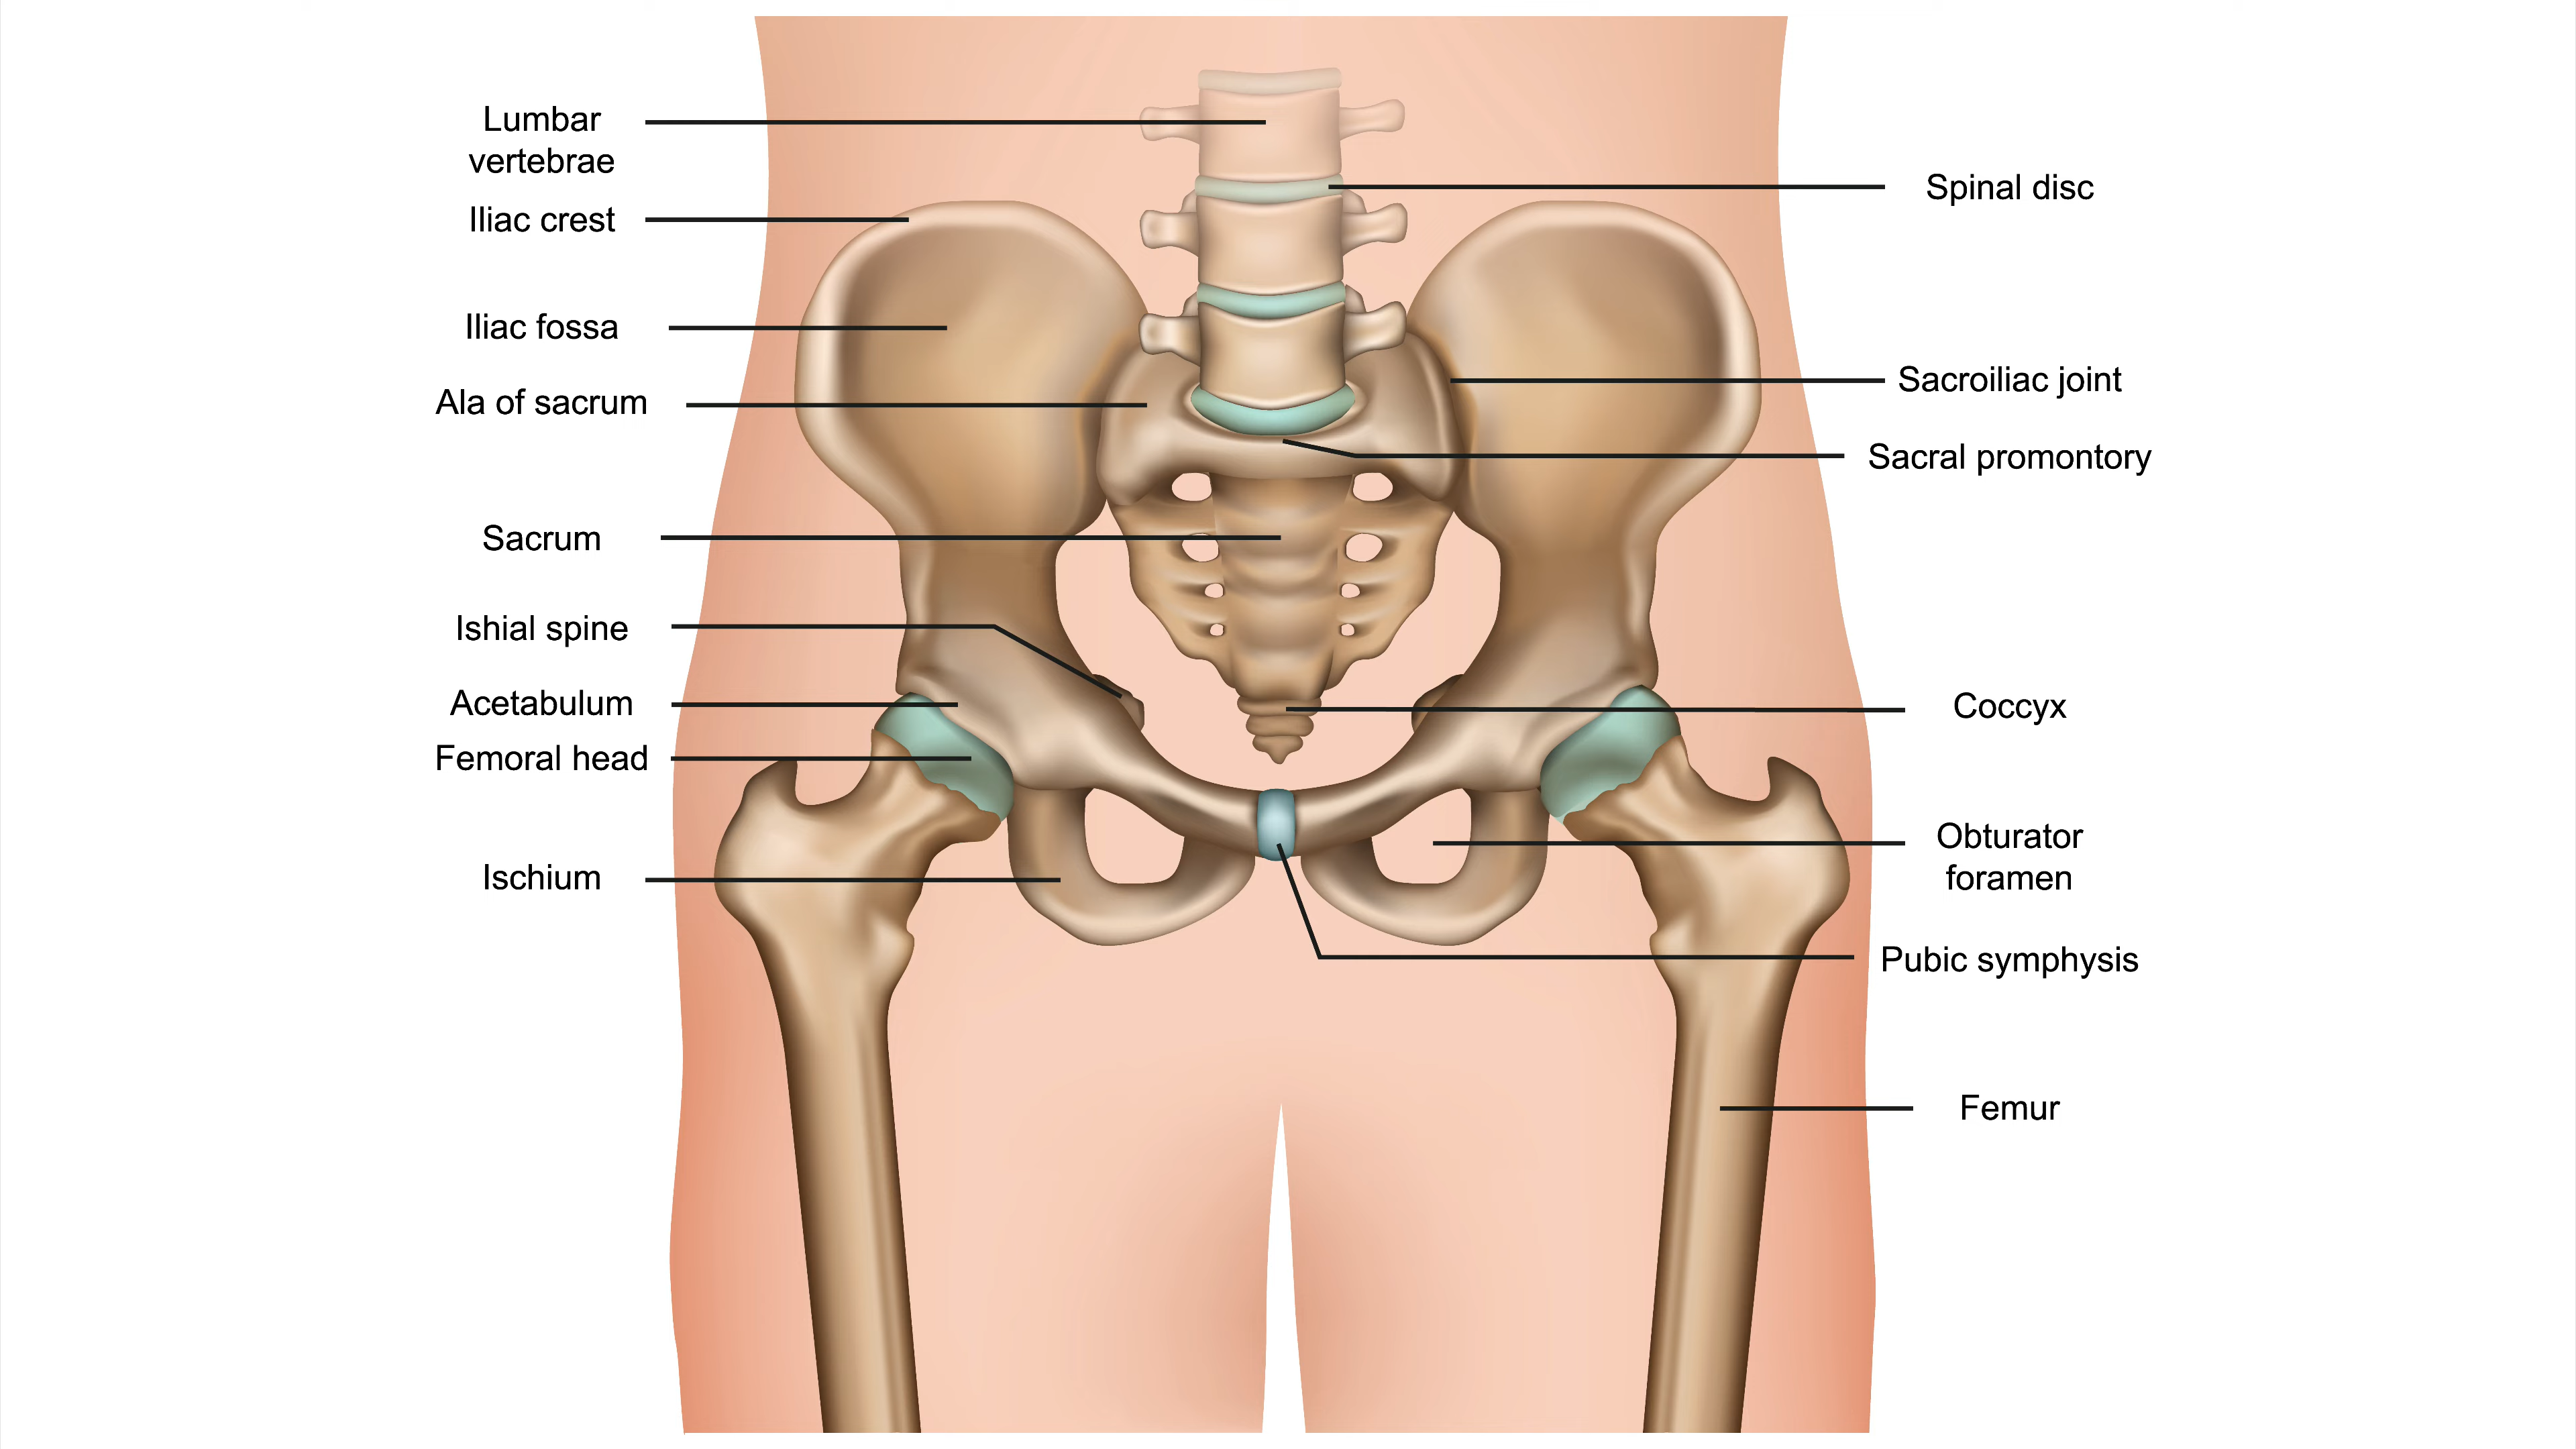 Lumbar
vertebrae
Iliac crest
Iliac fossa
Ala of sacrum
Sacrum
Ishial spine
Acetabulum
Femoral head
Ischium
Spinal disc
Sacroiliac joint
Sacral promontory
Coccyx
Obturator
foramen
Pubic symphysis
Femur